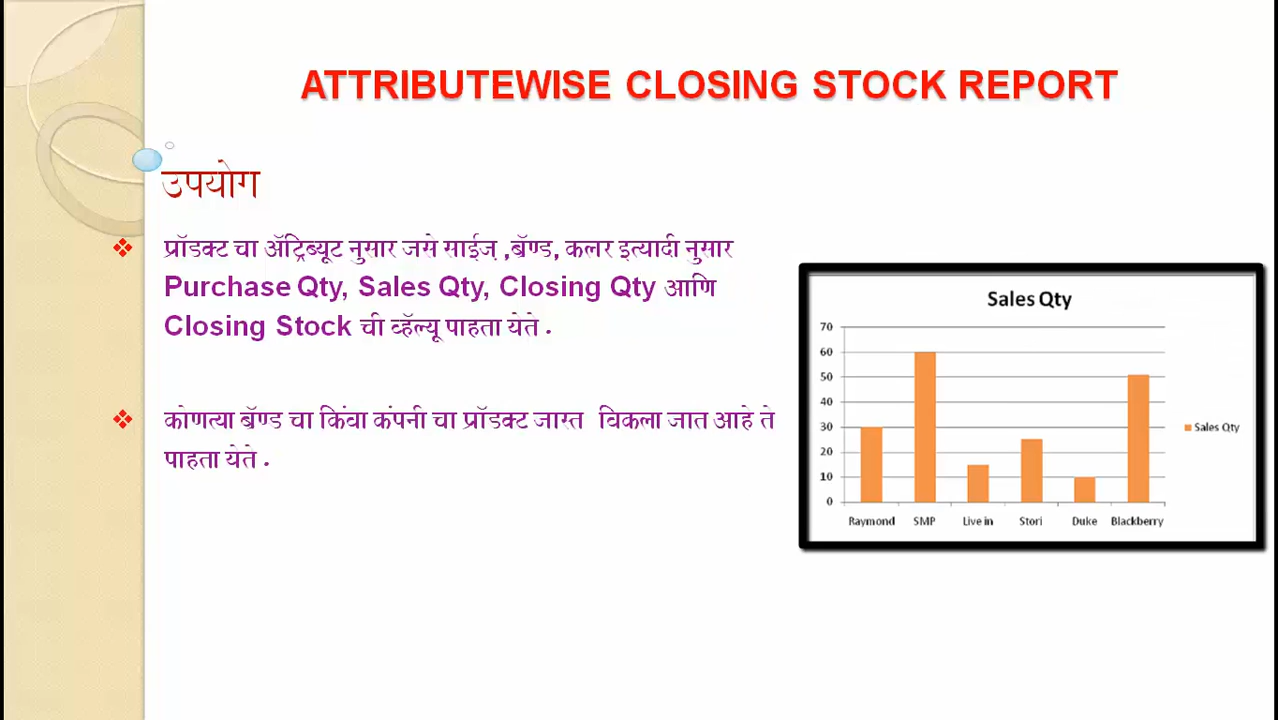 ATTRIBUTEWISE CLOSING STOCK REPORT
उपयोग
प्रॉडक्ट चा ॲट्रिब्यूट नुसार जसे साईज़ ,बॅण्ड, कलर इत्यादी नुसार
Purchase Qty, Sales Qty, Closing Qty आणि
Closing Stock ची व्हॅल्यू पाहता येते .
कोणत्या बॅण्ड चा किंवा कंपनी चा प्रॉडक्ट जास्त विकला जात आहे ते
पाहता येते .
Sales Qty
70
60
50
40
30
20
10
0
Raymond SMP Live in Stori Duke Blackberry
Sales Qty